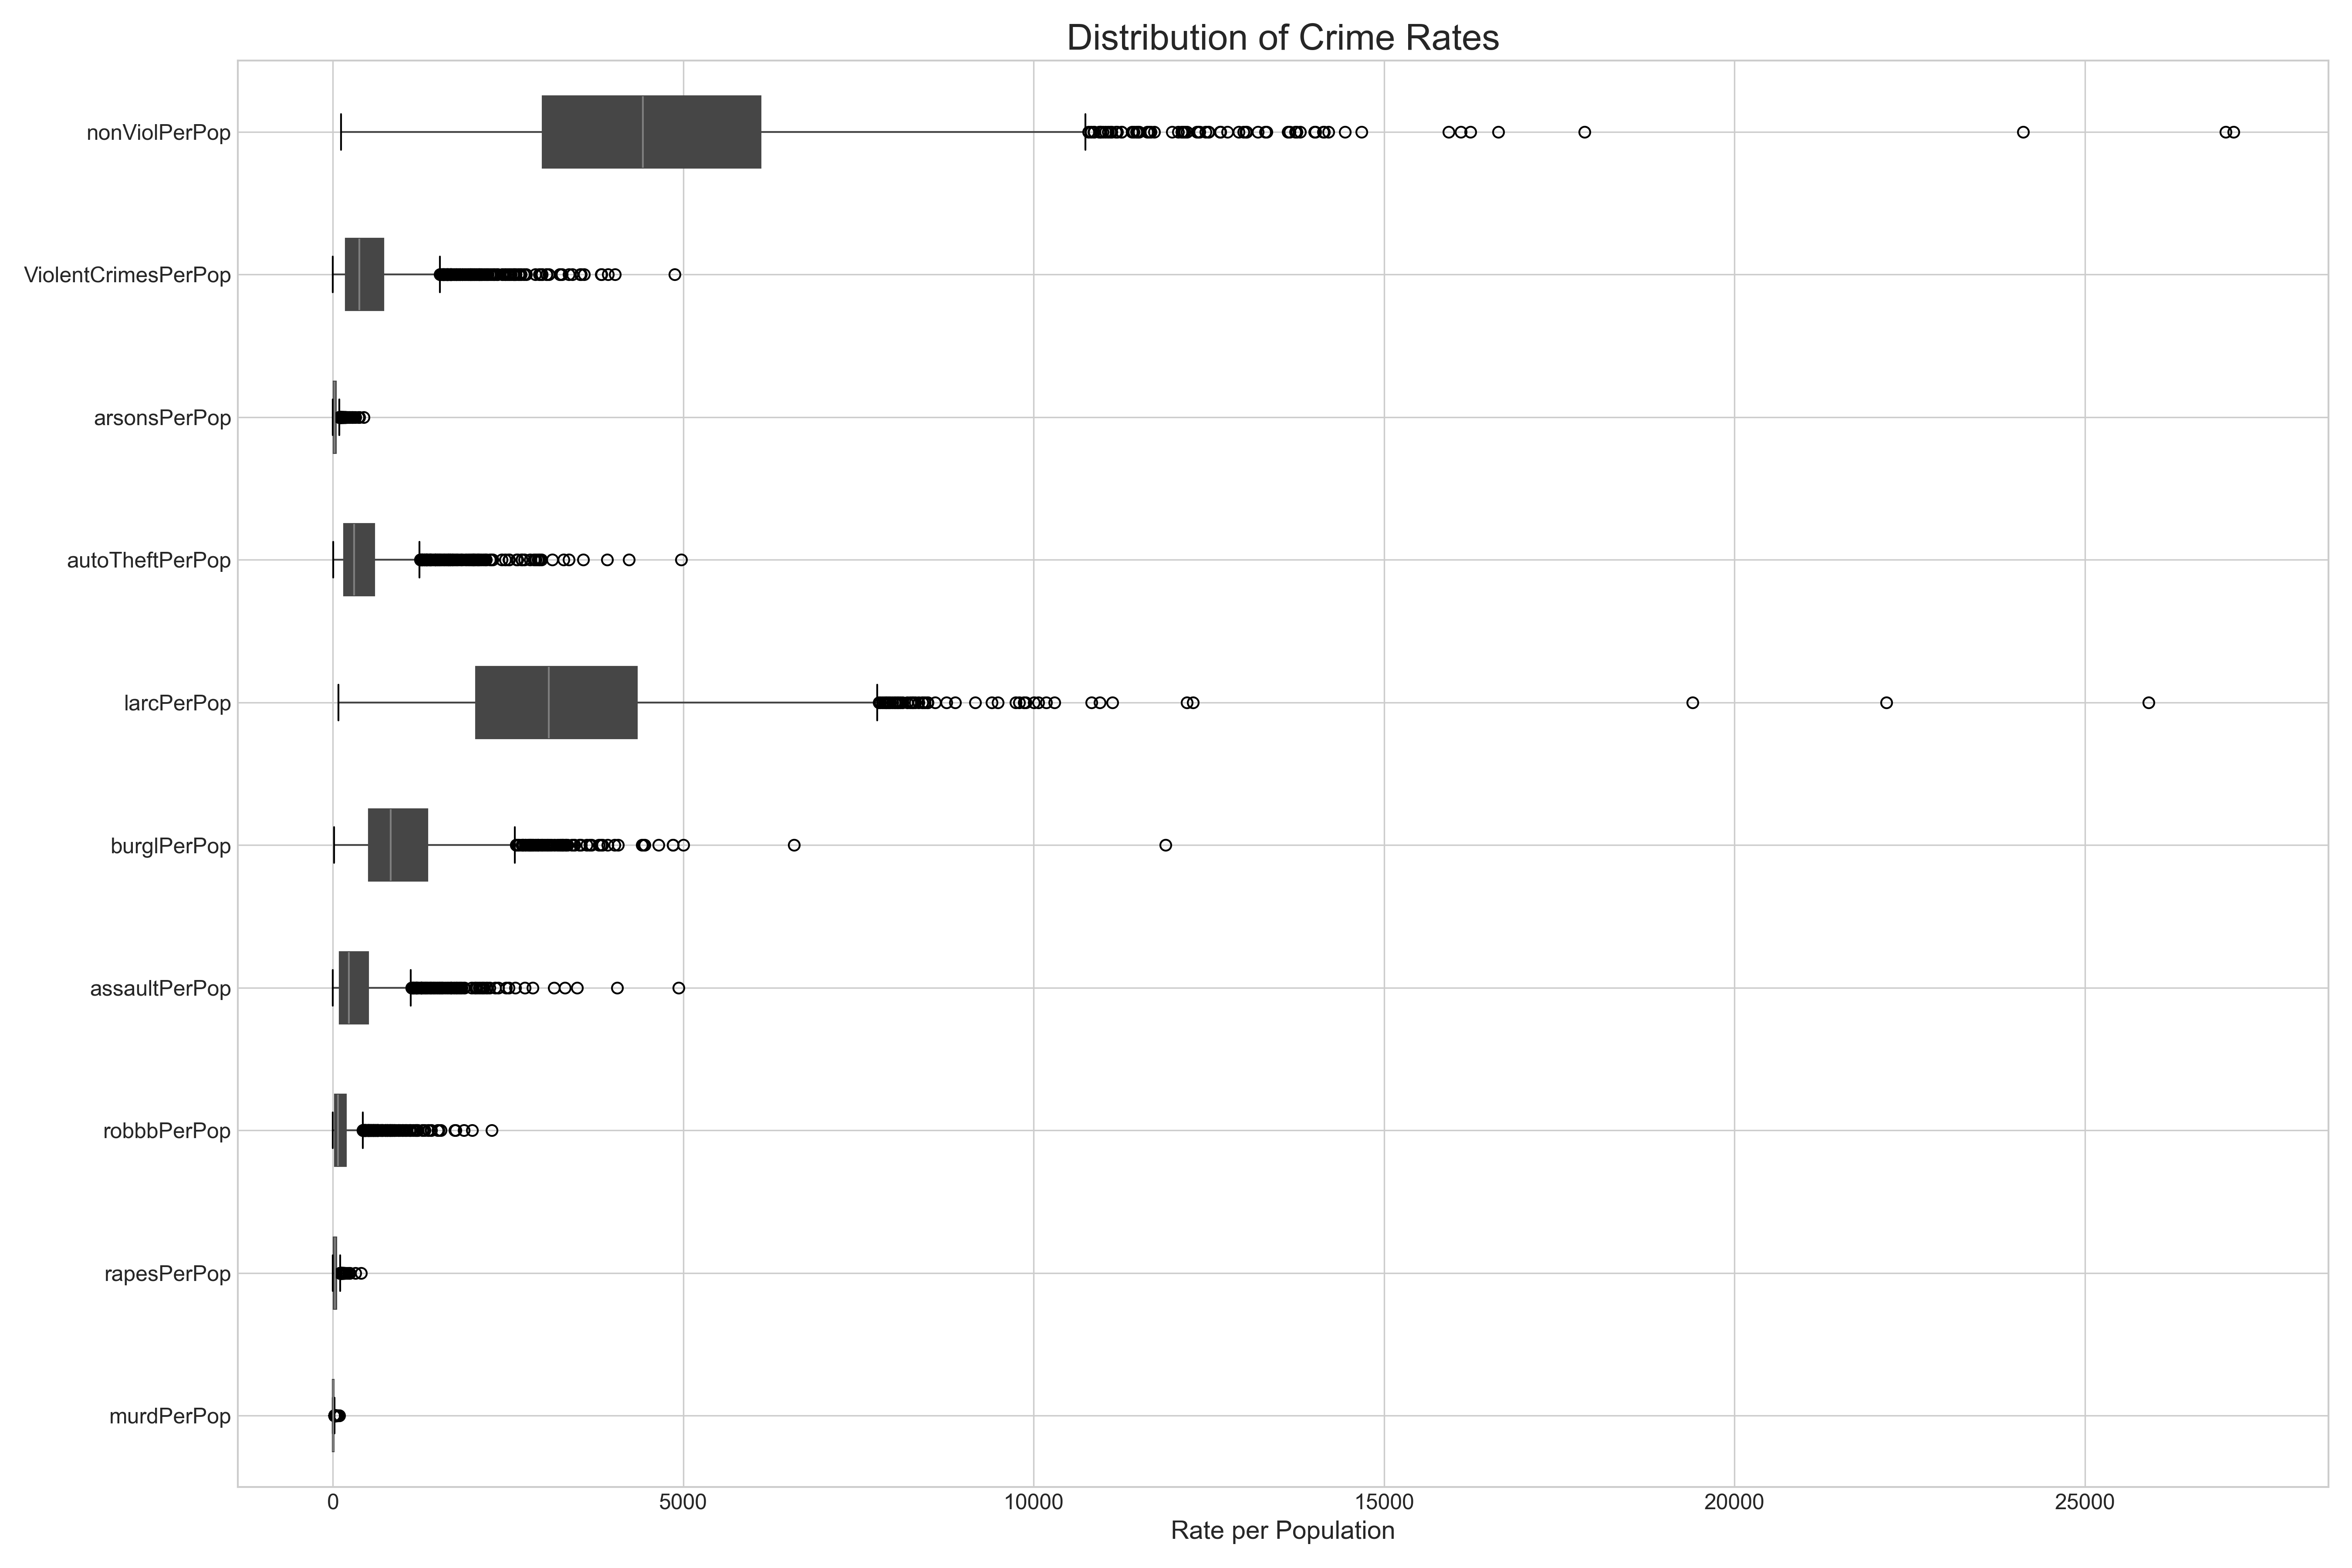 Distribution of Crime Rates
nonViolPerPop
ViolentCrimesPerPop
arsonsPerPop
autoTheftPerPop
larcPerPop
burglPerPop
assaultPerPop
robbbPerPop
rapesPerPop
murdPerPop
0 5000 10000 15000 20000 25000
Rate per Population